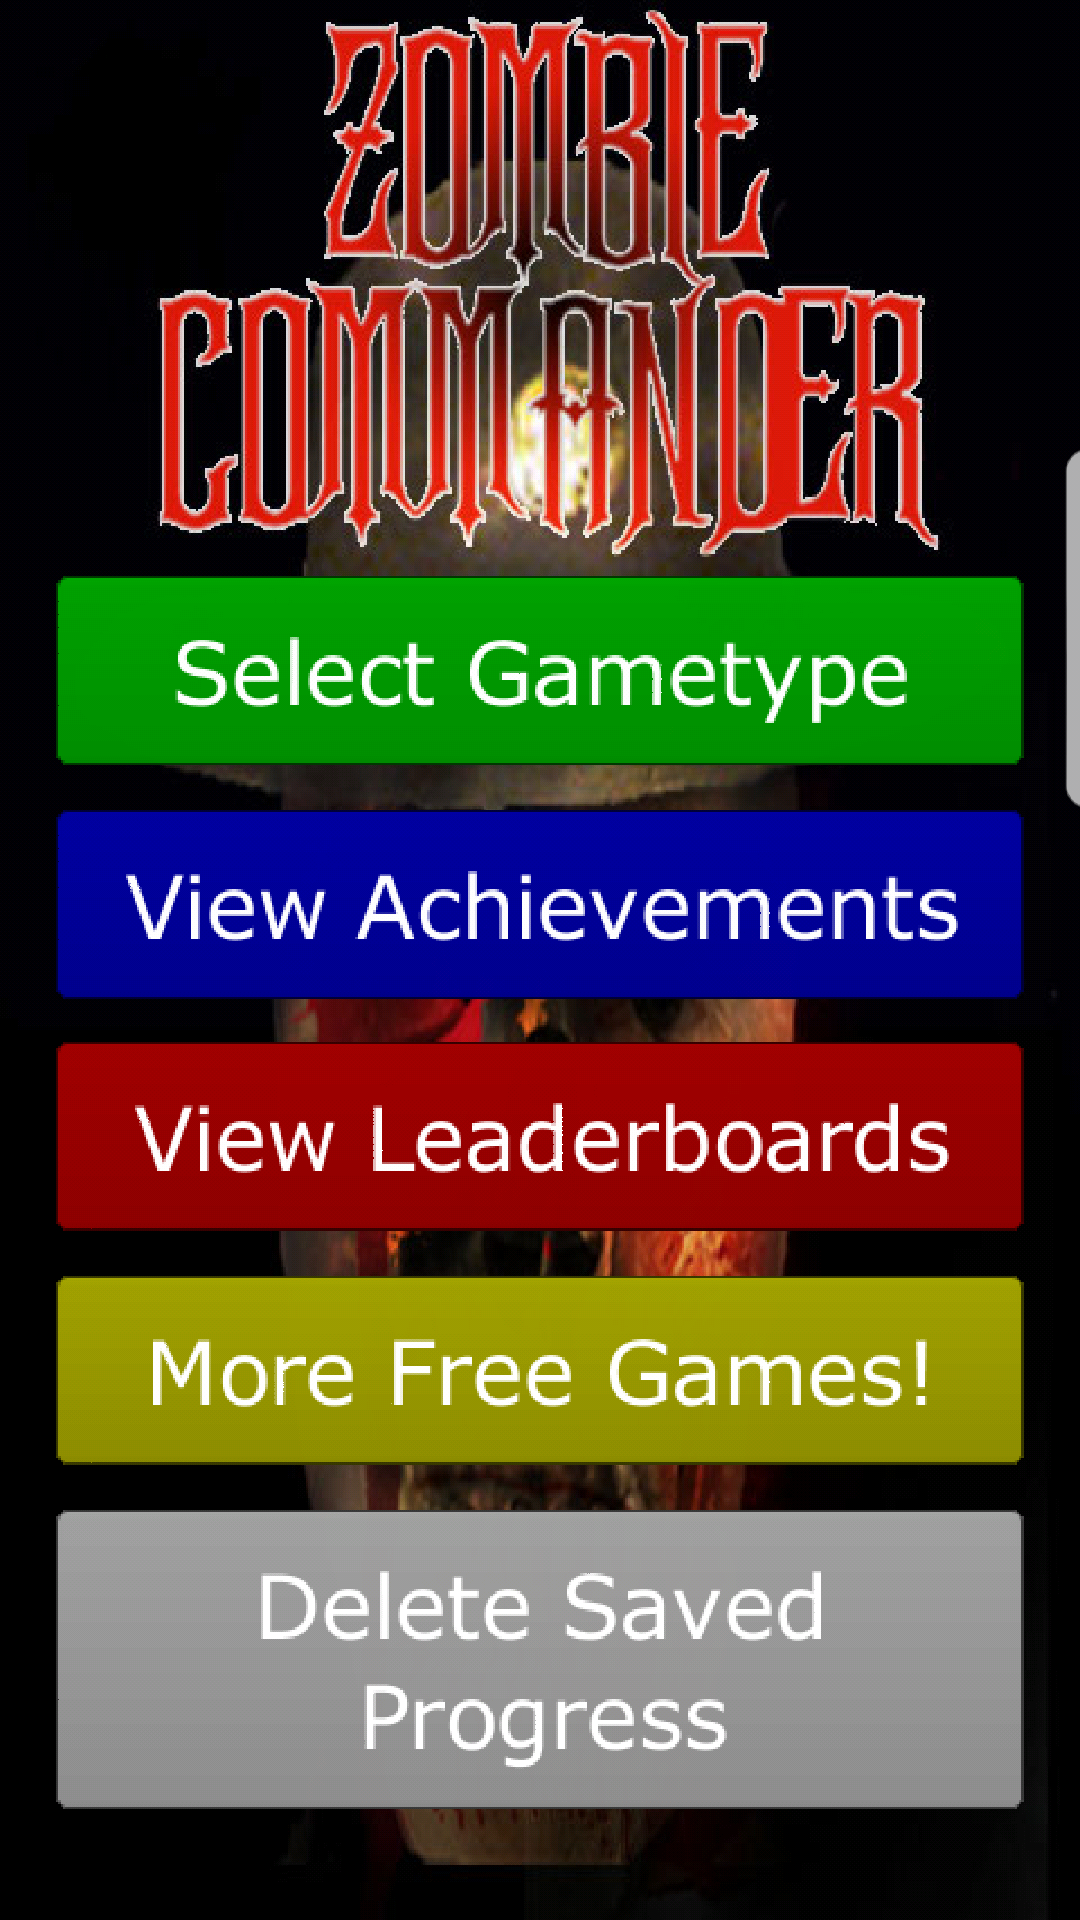 ZOMBIE
COMMANDER
Select Gametype
View Achievements
View Leaderboards
More Free Games!
Delete Saved
Progress